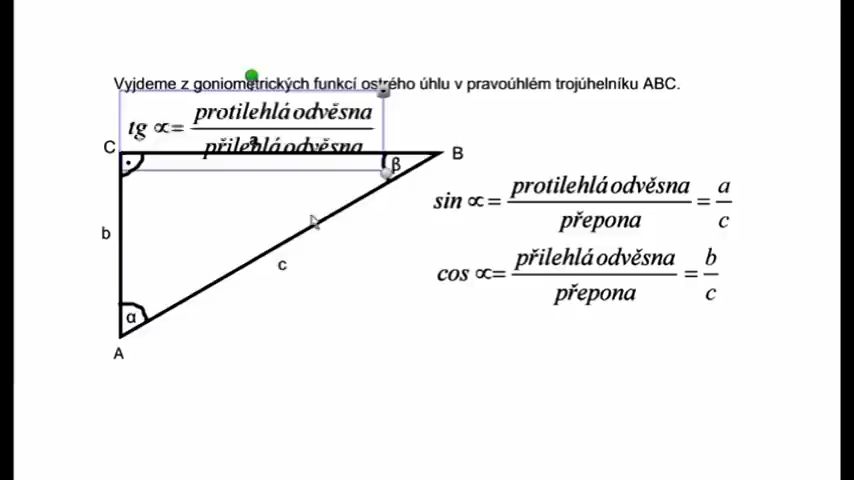 Vyjdeme z goniometrických funkcí ostrého úhlu v pravoúhlém trojúhelníku ABC.
tg ∝= protilehlá odvěsna
přilehlá odvěsna
a
C
B
β
sin ∝= protilehlá odvěsna / přepona = a / c
b
c
cos ∝= přilehlá odvěsna / přepona = b / c
α
A